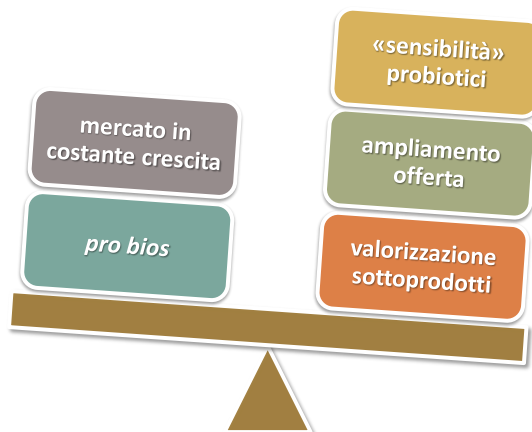 mercato in
costante crescita
pro bios
«sensibilità»
probiotici
ampliamento
offerta
valorizzazione
sottoprodotti